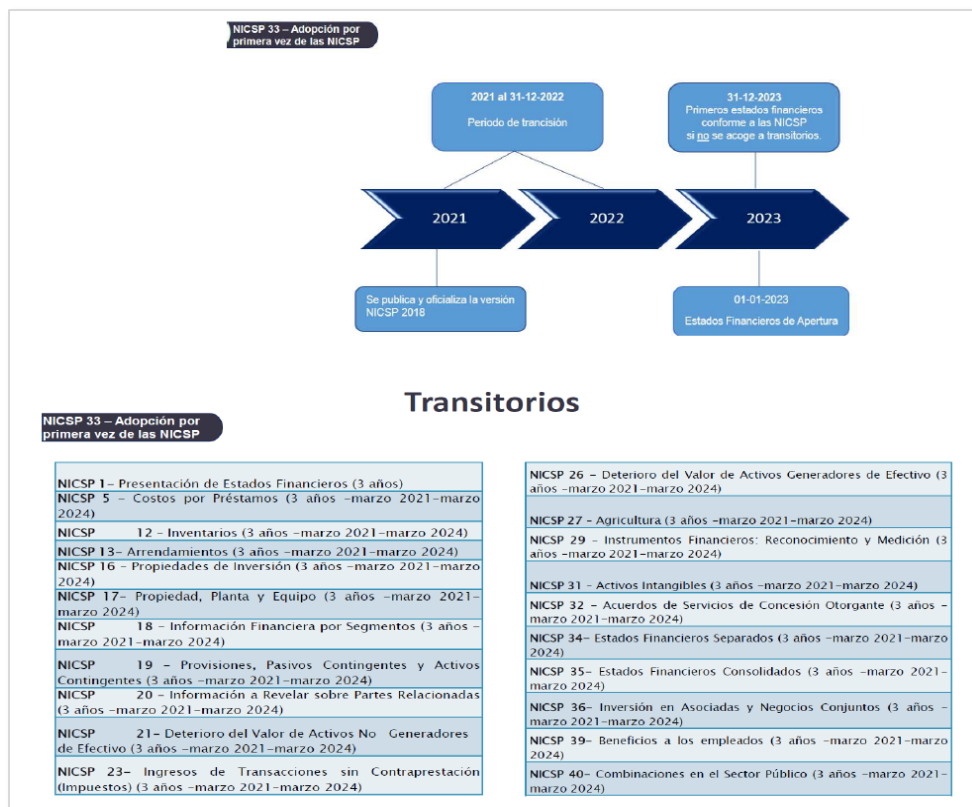 NICSP 33 – Adopción por
primera vez de las NICSP
2021 al 31-12-2022
Periodo de trancisión
31-12-2023
Primeros estados financieros
conforme a las NICSP
si no se acoge a transitorios.
2021
2022
2023
Se publica y oficializa la versión
NICSP 2018
01-01-2023
Estados Financieros de Apertura
Transitorios
NICSP 33 – Adopción por
primera vez de las NICSP
NICSP 1– Presentación de Estados Financieros (3 años)
NICSP 5 – Costos por Préstamos (3 años –marzo 2021–marzo
2024)
NICSP 12 – Inventarios (3 años –marzo 2021–marzo 2024)
NICSP 13– Arrendamientos (3 años –marzo 2021–marzo 2024)
NICSP 16 – Propiedades de Inversión (3 años –marzo 2021–marzo
2024)
NICSP 17– Propiedad, Planta y Equipo (3 años –marzo 2021–
marzo 2024)
NICSP 18 – Información Financiera por Segmentos (3 años –
marzo 2021–marzo 2024)
NICSP 19 – Provisiones, Pasivos Contingentes y Activos
Contingentes (3 años –marzo 2021–marzo 2024)
NICSP 20 – Información a Revelar sobre Partes Relacionadas
(3 años –marzo 2021–marzo 2024)
NICSP 21– Deterioro del Valor de Activos No Generadores
de Efectivo (3 años –marzo 2021–marzo 2024)
NICSP 23– Ingresos de Transacciones sin Contraprestación
(Impuestos) (3 años –marzo 2021–marzo 2024)
NICSP 26 – Deterioro del Valor de Activos Generadores de Efectivo (3
años –marzo 2021–marzo 2024)
NICSP 27 – Agricultura (3 años –marzo 2021–marzo 2024)
NICSP 29 – Instrumentos Financieros: Reconocimiento y Medición (3
años –marzo 2021–marzo 2024)
NICSP 31 – Activos Intangibles (3 años –marzo 2021–marzo 2024)
NICSP 32 – Acuerdos de Servicios de Concesión Otorgante (3 años –
marzo 2021–marzo 2024)
NICSP 34– Estados Financieros Separados (3 años –marzo 2021–marzo
2024)
NICSP 35– Estados Financieros Consolidados (3 años –marzo 2021–
marzo 2024)
NICSP 36– Inversión en Asociadas y Negocios Conjuntos (3 años –
marzo 2021–marzo 2024)
NICSP 39– Beneficios a los empleados (3 años –marzo 2021–marzo
2024)
NICSP 40– Combinaciones en el Sector Público (3 años –marzo 2021–
marzo 2024)